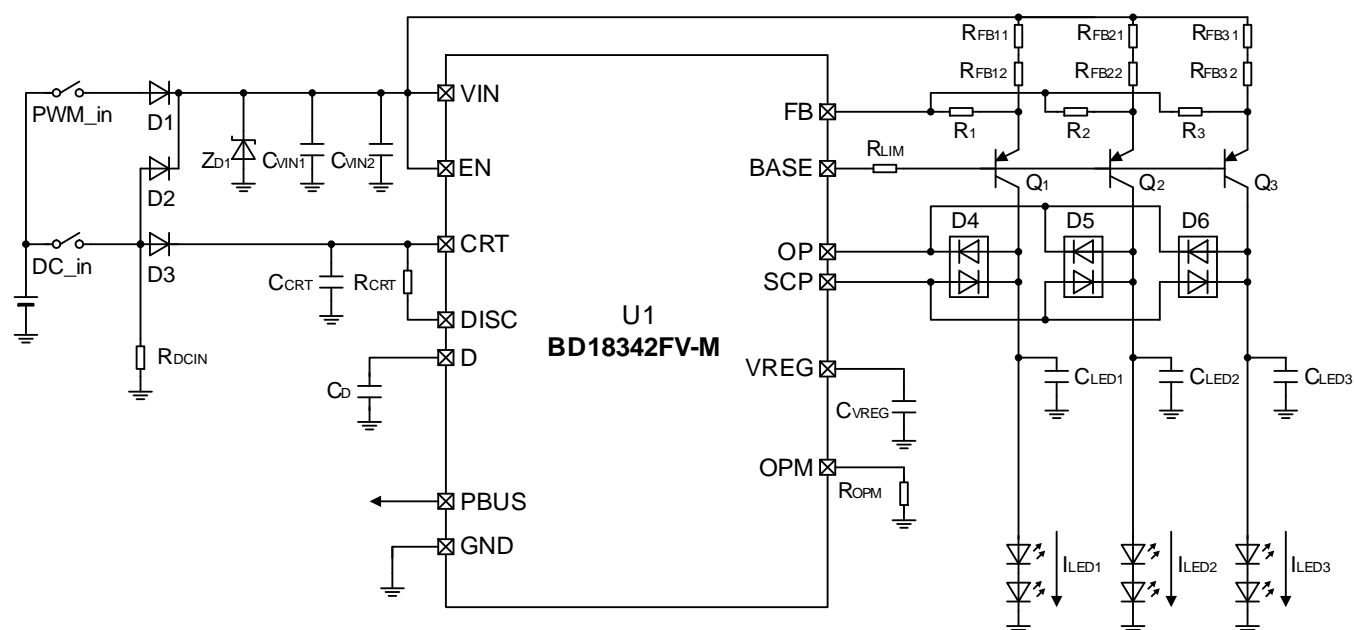 RFB11
RFB21
RFB31
RFB12
RFB22
RFB32
PWM_in
D1
VIN
FB
R1
R2
R3
ZD1
CVIN1
CVIN2
D2
EN
BASE
RLIM
Q1
Q2
Q3
DC_in
D3
CRT
CCRT
RCRT
OP
SCP
D4
D5
D6
DISC
U1
BD18342FV-M
RDCIN
D
CD
VREG
CVREG
CLED1
CLED2
CLED3
OPM
ROPM
PBUS
GND
ILED1
ILED2
ILED3